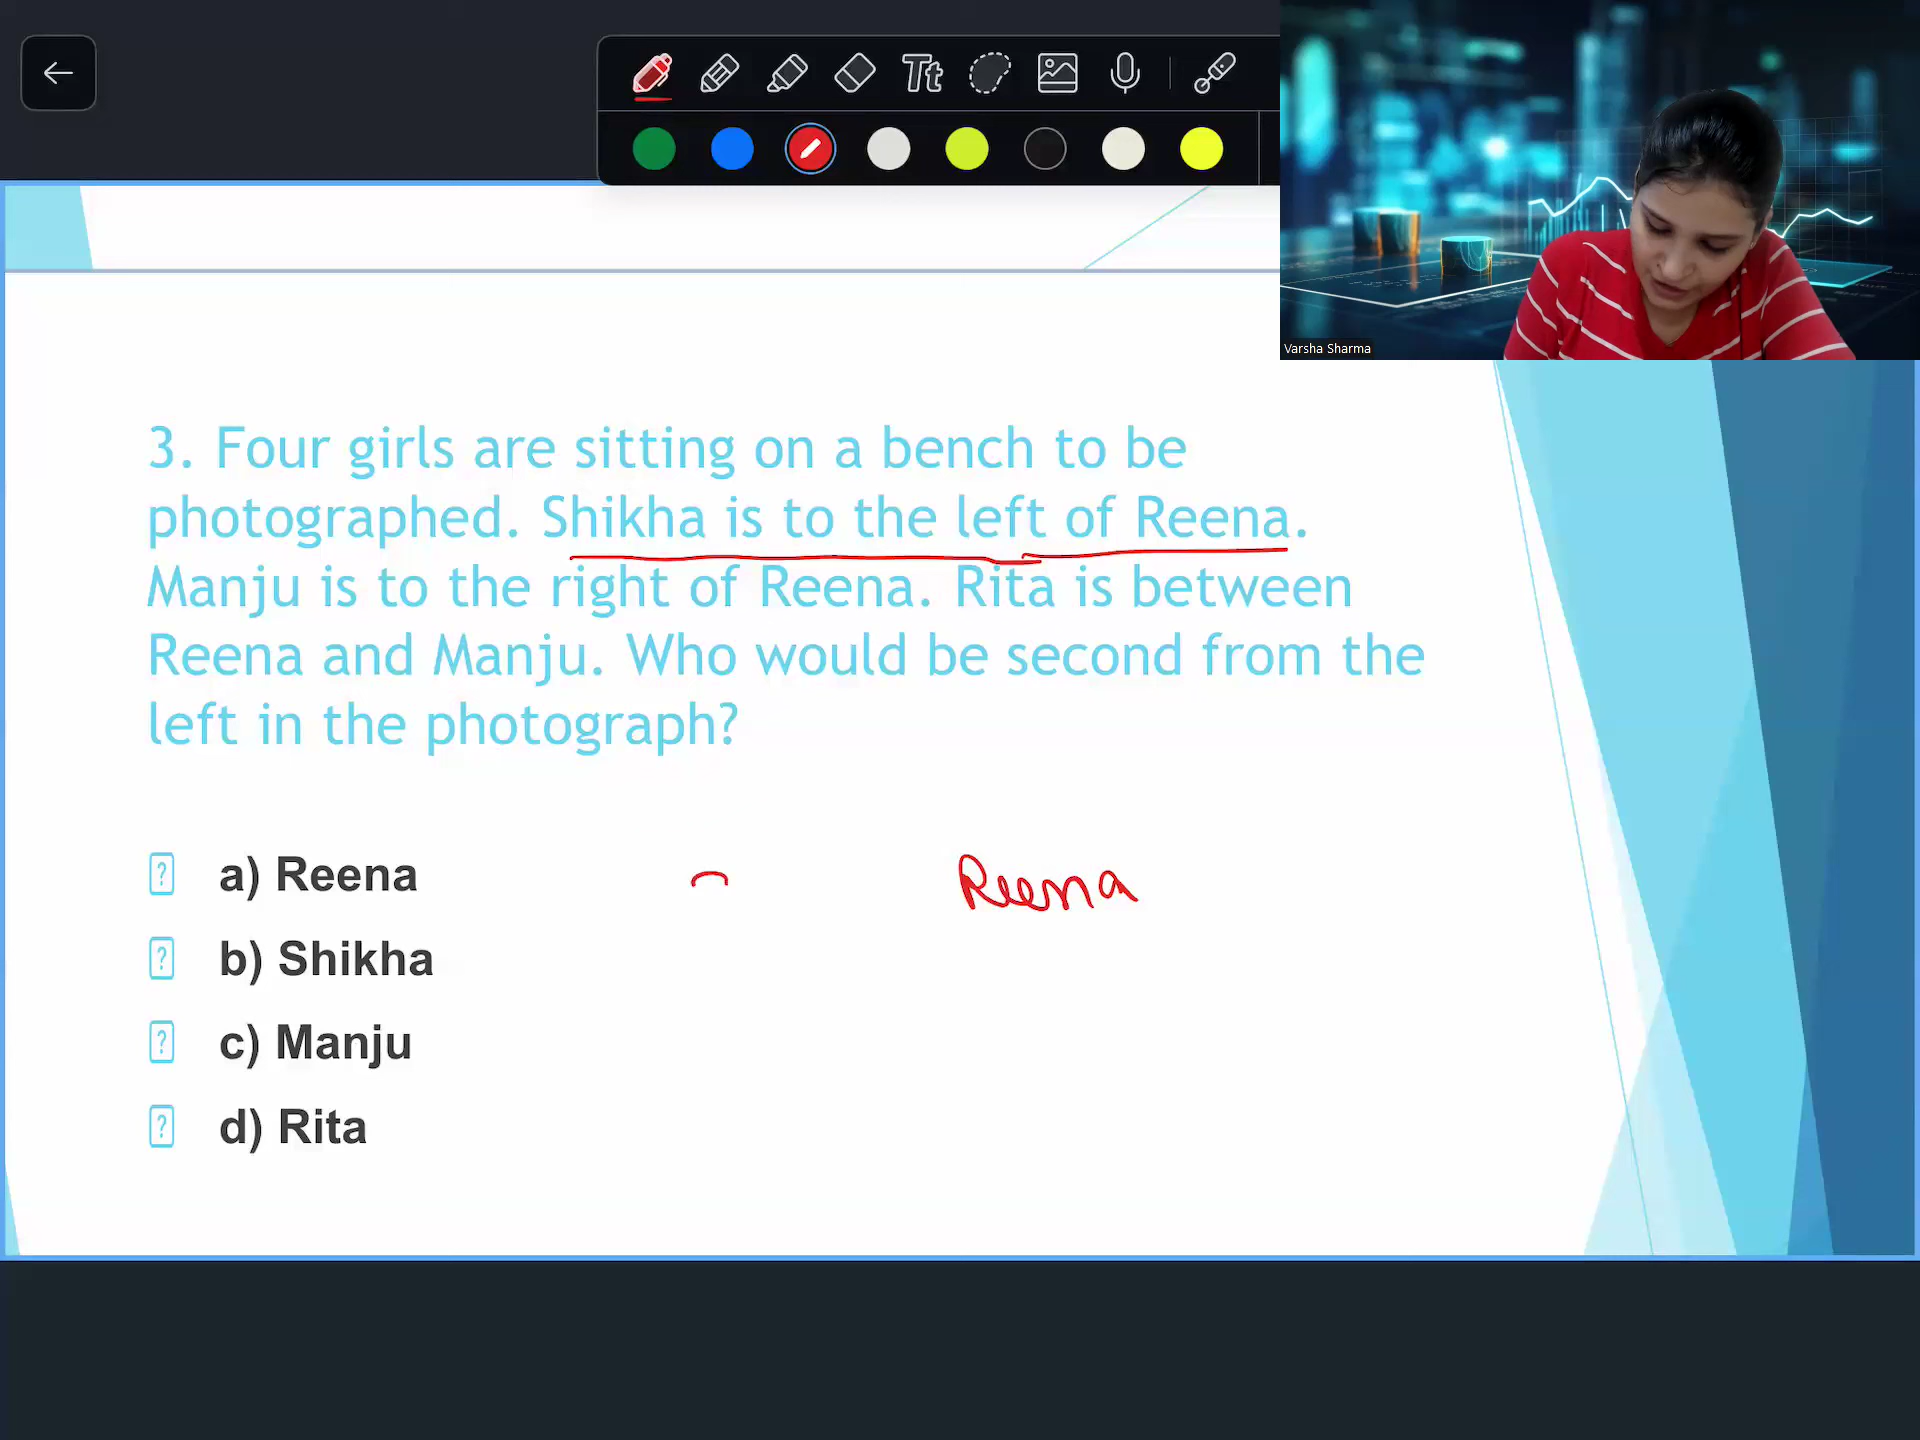 Tt
Varsha Sharma
3. Four girls are sitting on a bench to be
photographed. Shikha is to the left of Reena.
Manju is to the right of Reena. Rita is between
Reena and Manju. Who would be second from the
left in the photograph?
a) Reena
Reena
b) Shikha
c) Manju
d) Rita